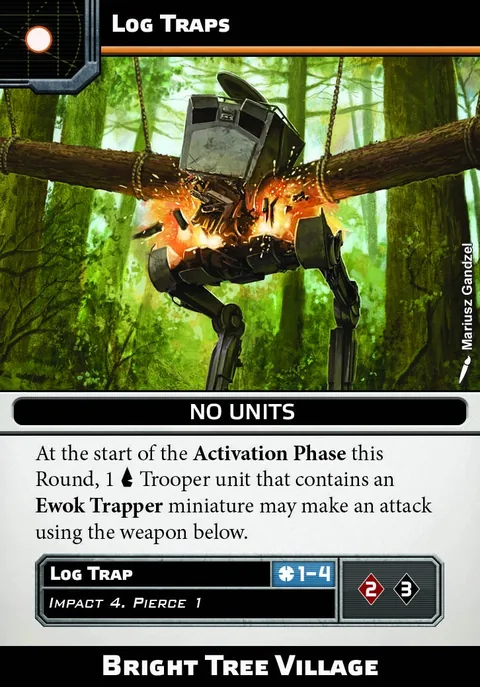 LOG TRAPS
Mariusz Gandzel
NO UNITS
At the start of the Activation Phase this
Round, 1 Trooper unit that contains an
Ewok Trapper miniature may make an attack
using the weapon below.
LOG TRAP 1-4
IMPACT 4, PIERCE 1 2 3
BRIGHT TREE VILLAGE